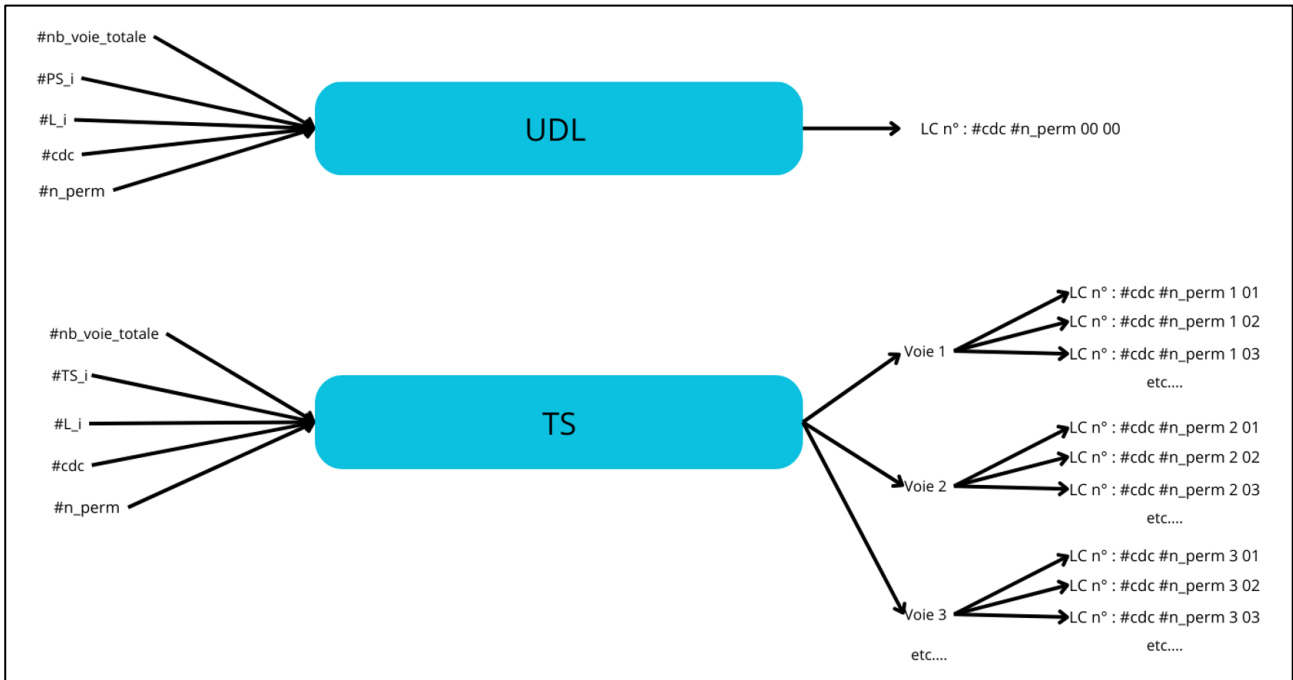 #nb_voie_totale
#PS_i
#L_i
#cdc
#n_perm
UDL
LC n° : #cdc #n_perm 00 00
#nb_voie_totale
#TS_i
#L_i
#cdc
#n_perm
TS
Voie 1
LC n° : #cdc #n_perm 1 01
LC n° : #cdc #n_perm 1 02
LC n° : #cdc #n_perm 1 03
etc....
Voie 2
LC n° : #cdc #n_perm 2 01
LC n° : #cdc #n_perm 2 02
LC n° : #cdc #n_perm 2 03
etc....
Voie 3
LC n° : #cdc #n_perm 3 01
LC n° : #cdc #n_perm 3 02
LC n° : #cdc #n_perm 3 03
etc....
etc....